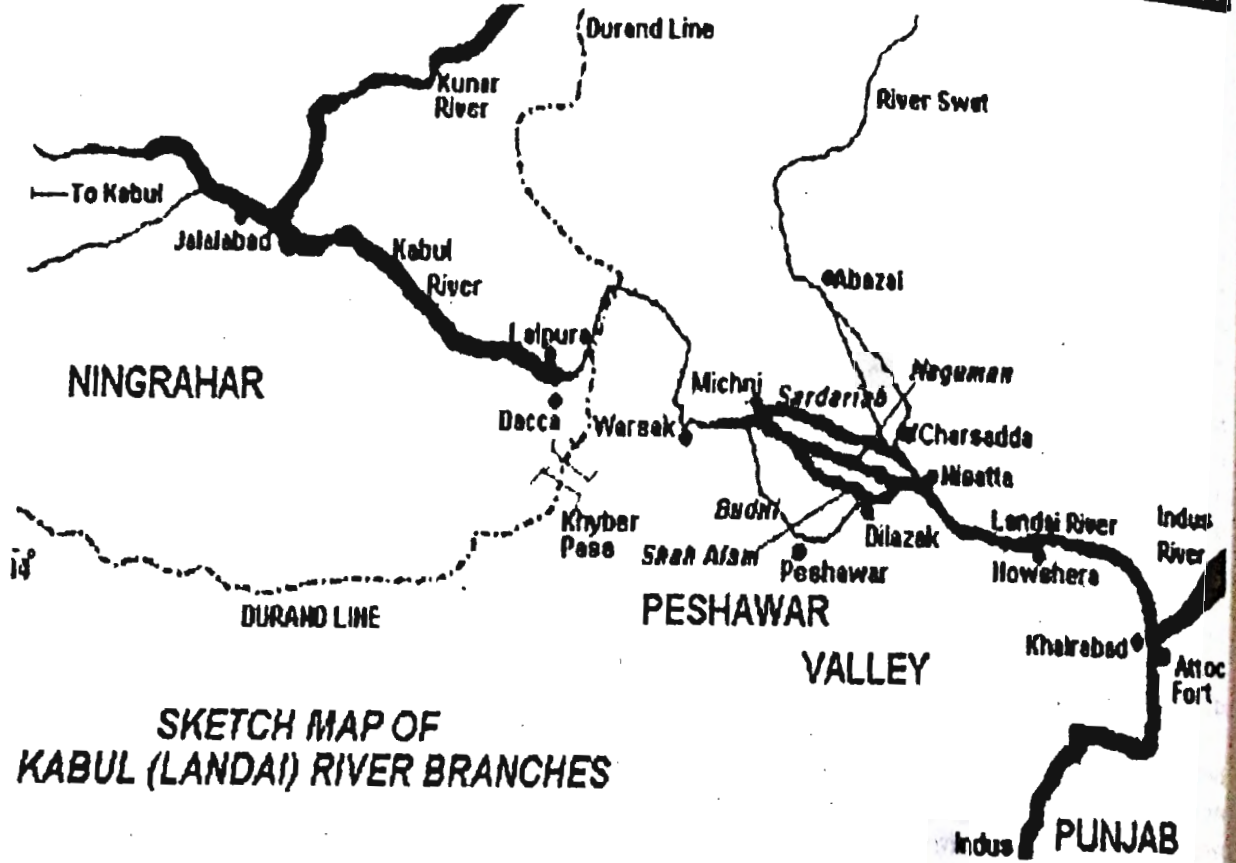 Durand Line
Kunar
River
River Swat
To Kabul
Jalalabad
Kabul
River
Abazai
Lalpura
NINGRAHAR
Michni
Sardariab
Naguman
Dacca
Warsak
Charsadda
Nisatta
Budni
Khyber
Pass
Shah Alam
Dilazak
Peshawar
Landai River
Nowshera
Indus
River
DURAND LINE
PESHAWAR
VALLEY
Khairabad
Attoc
Fort
SKETCH MAP OF
KABUL (LANDAI) RIVER BRANCHES
Indus
PUNJAB